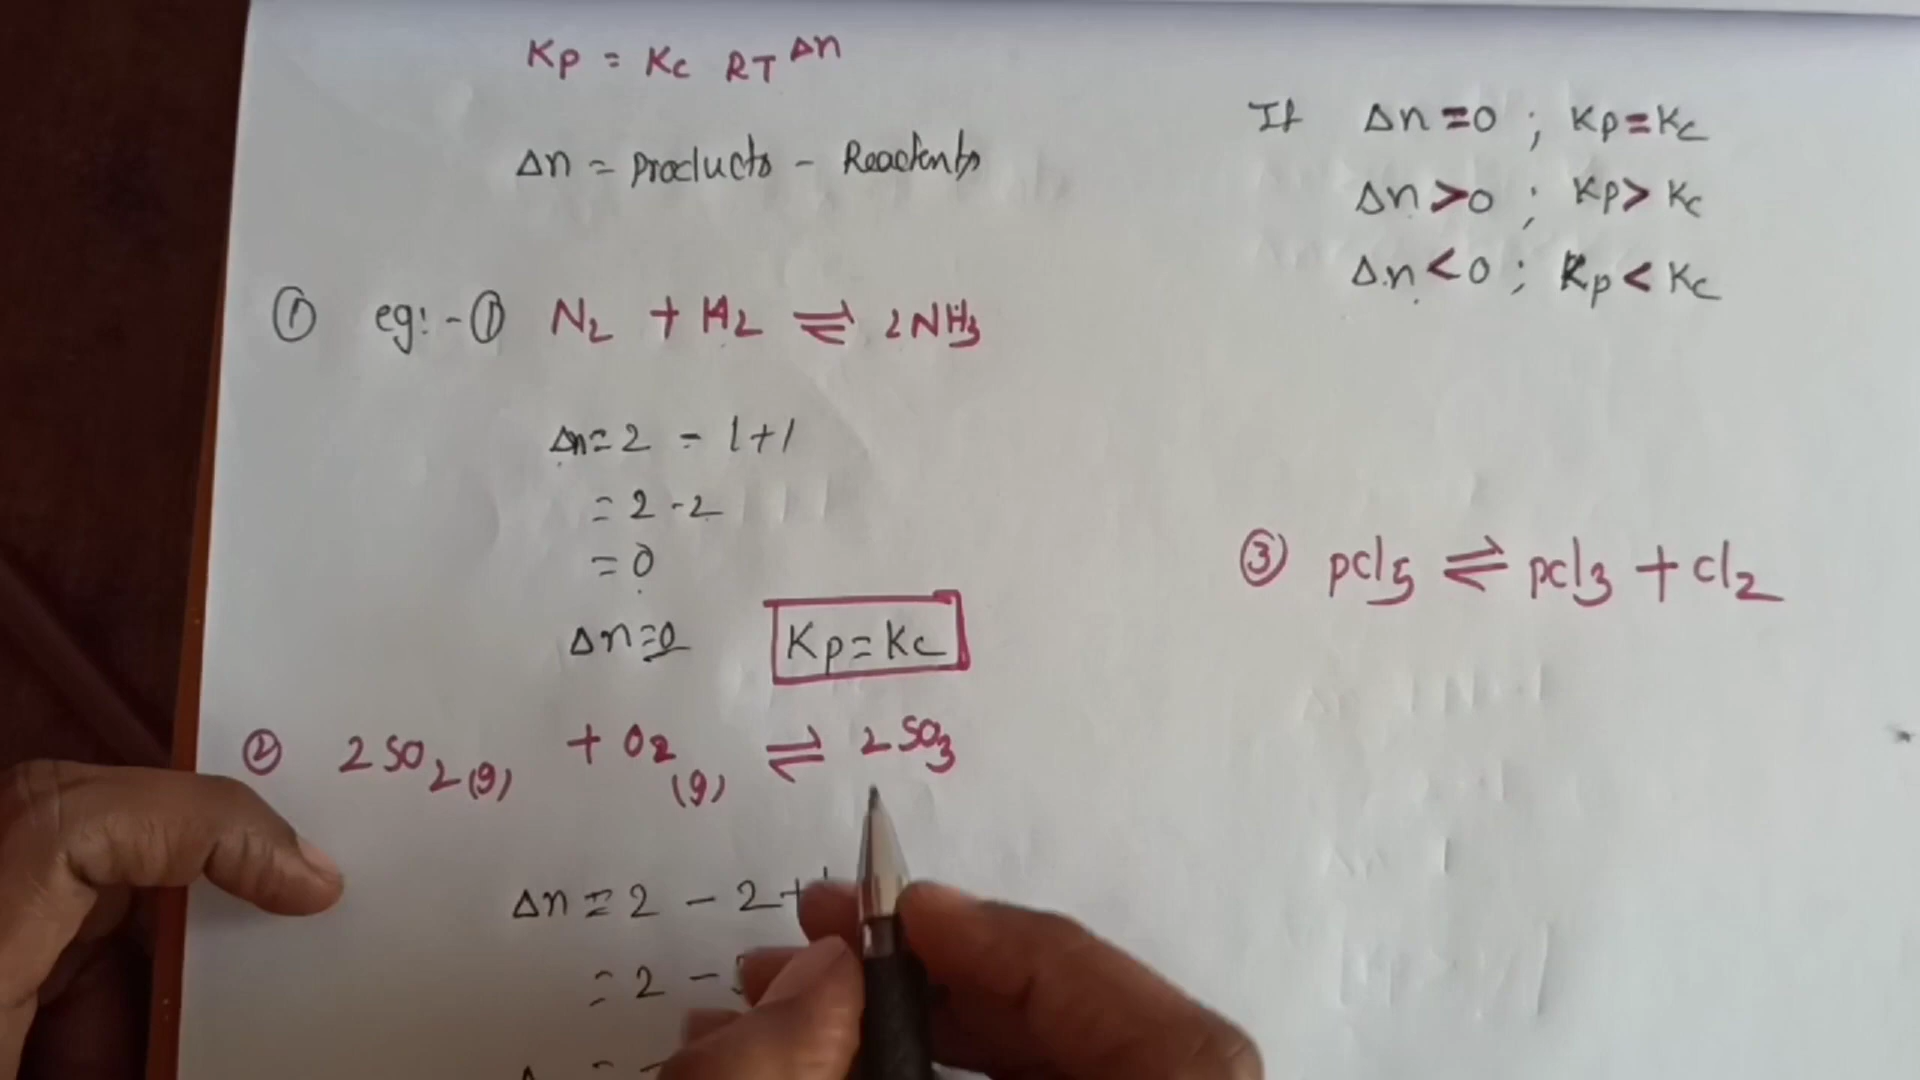 Kp = Kc RT Δn
Δn = Products - Reactants
If Δn=0 ; Kp=Kc
Δn>0 ; Kp> Kc
Δn<0 ; Kp< Kc
① eg:-① N2 + H2 ⇌ 2NH3
Δn= 2 - 1+1
= 2 -2
= 0
Δn=0
Kp=Kc
② 2SO2(g) + O2(g) ⇌ 2SO3
Δn = 2 - 2+
= 2 -
③ pcl5 ⇌ pcl3 + cl2